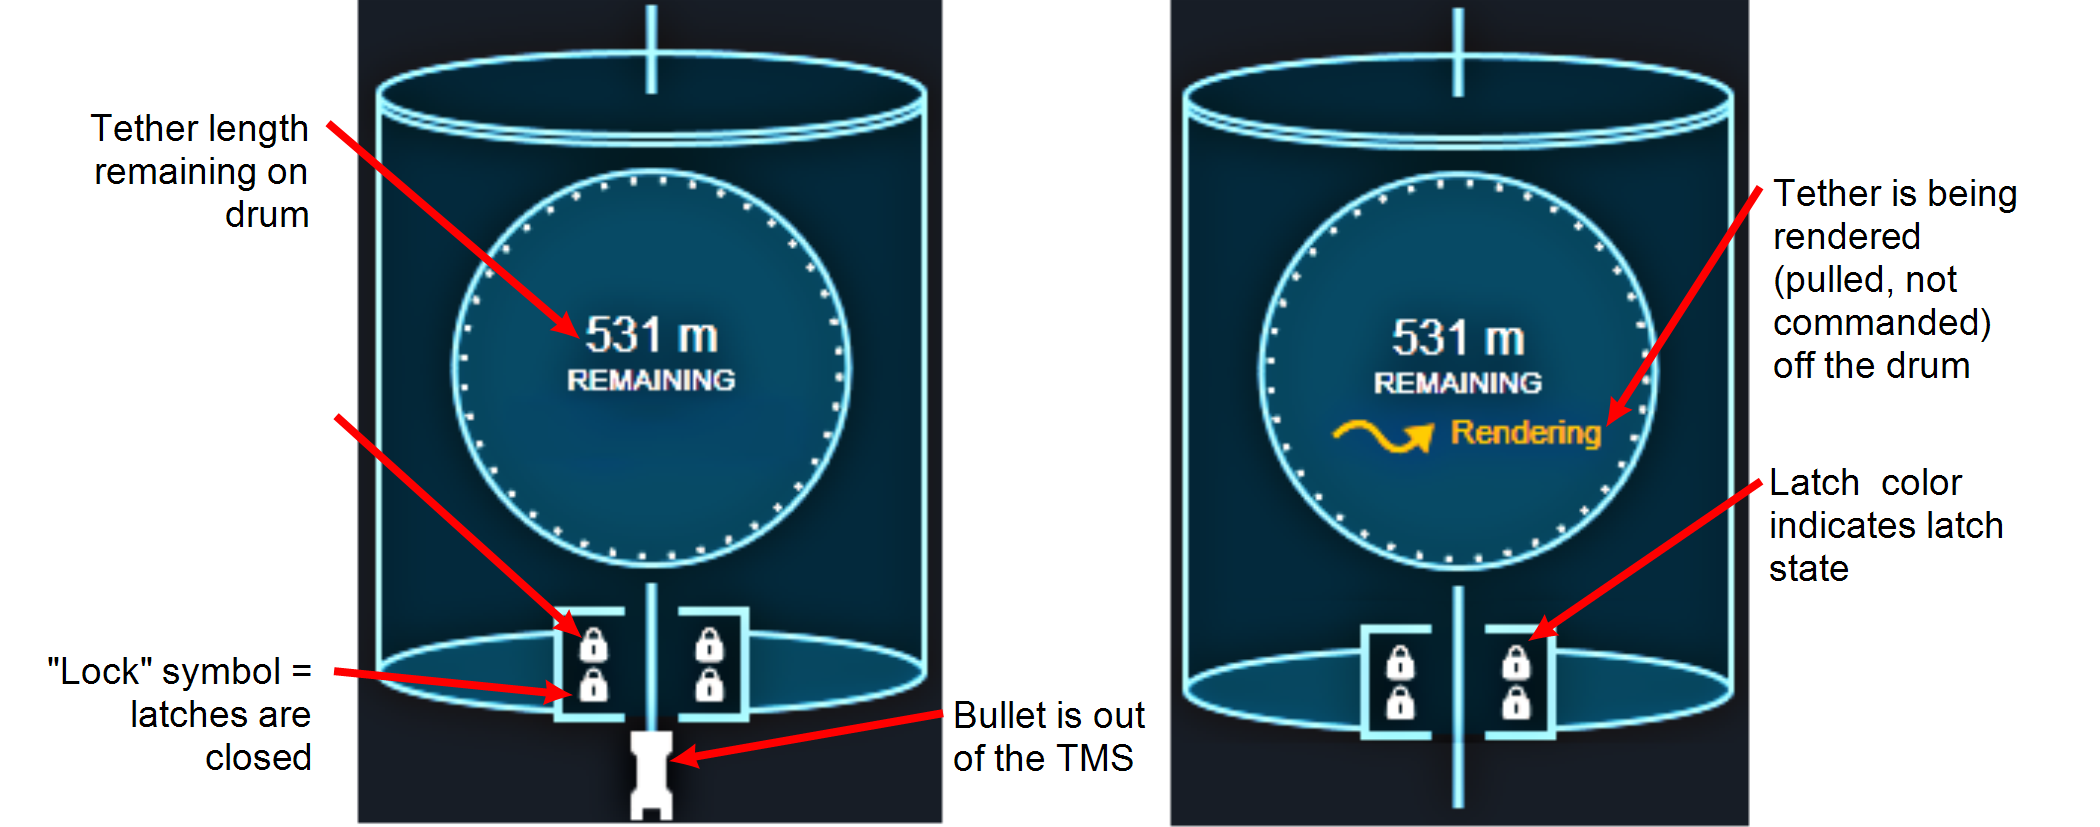 Tether length
remaining on
drum
531 m
REMAINING
"Lock" symbol =
latches are
closed
Bullet is out
of the TMS
531 m
REMAINING
Rendering
Tether is being
rendered
(pulled, not
commanded)
off the drum
Latch  color
indicates latch
state